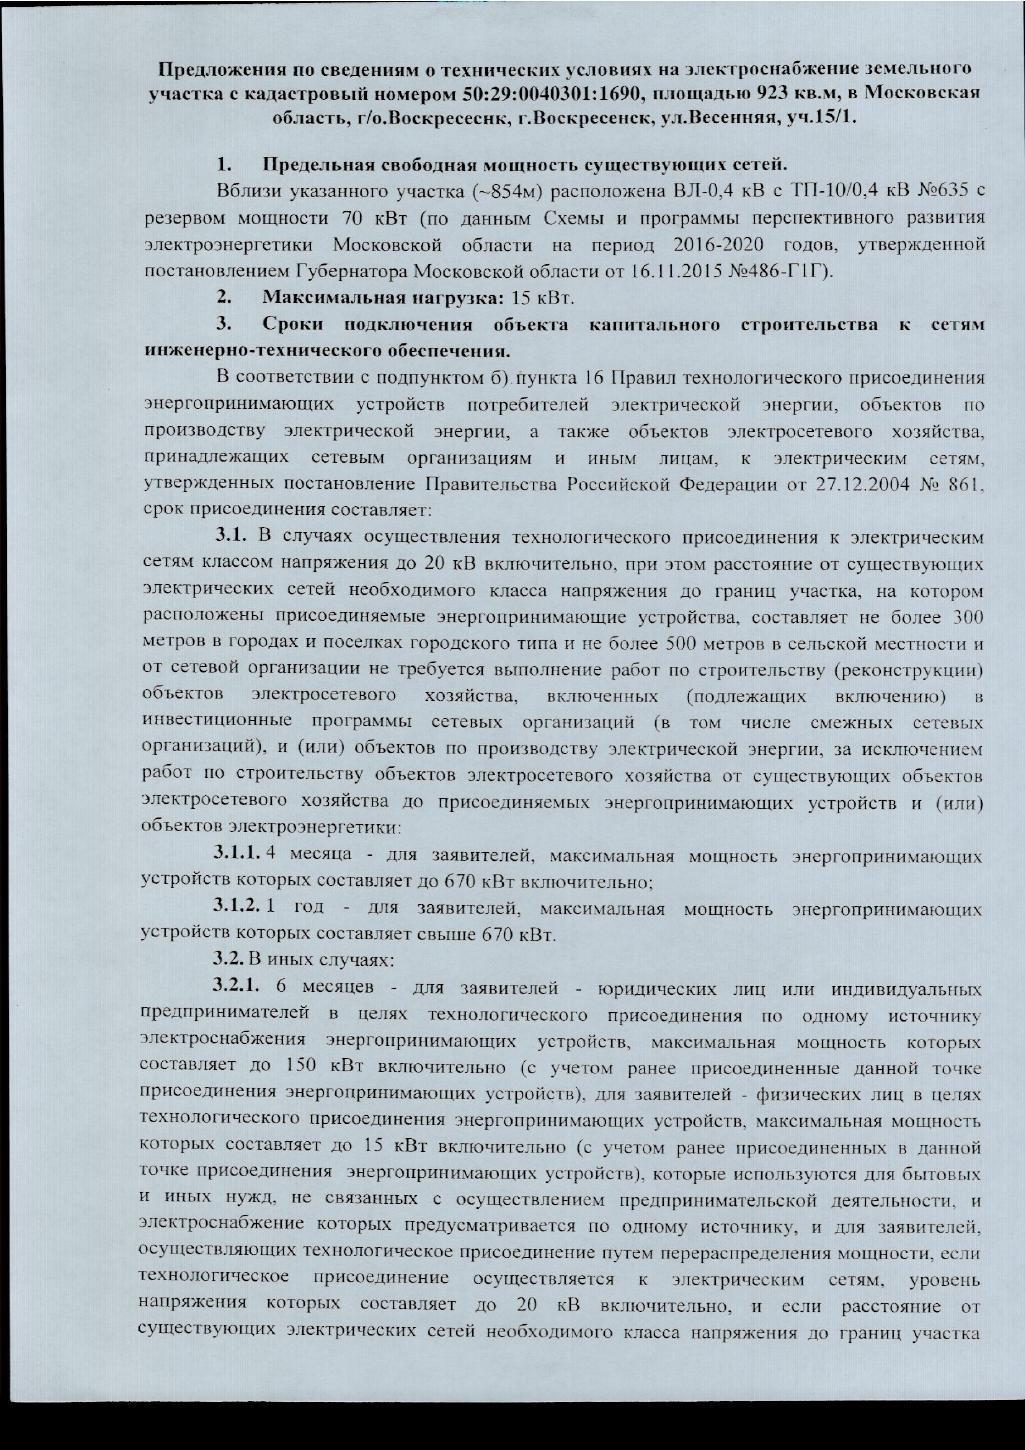 Предложения по сведениям о технических условиях на электроснабжение земельного
участка с кадастровый номером 50:29:0040301:1690, площадью 923 кв.м, в Московская
область, г/о.Воскресеснк, г.Воскресенск, ул.Весенняя, уч.15/1.
1. Предельная свободная мощность существующих сетей.
Вблизи указанного участка (~854м) расположена ВЛ-0,4 кВ с ТП-10/0,4 кВ №635 с
резервом мощности 70 кВт (по данным Схемы и программы перспективного развития
электроэнергетики Московской области на период 2016-2020 годов, утвержденной
постановлением Губернатора Московской области от 16.11.2015 №486-ПГ).
2. Максимальная нагрузка: 15 кВт.
3. Сроки подключения объекта капитального строительства к сетям
инженерно-технического обеспечения.
В соответствии с подпунктом б) пункта 16 Правил технологического присоединения
энергопринимающих устройств потребителей электрической энергии, объектов по
производству электрической энергии, а также объектов электросетевого хозяйства,
принадлежащих сетевым организациям и иным лицам, к электрическим сетям,
утвержденных постановление Правительства Российской Федерации от 27.12.2004 № 861,
срок присоединения составляет:
3.1. В случаях осуществления технологического присоединения к электрическим
сетям классом напряжения до 20 кВ включительно, при этом расстояние от существующих
электрических сетей необходимого класса напряжения до границ участка, на котором
расположены присоединяемые энергопринимающие устройства, составляет не более 300
метров в городах и поселках городского типа и не более 500 метров в сельской местности и
от сетевой организации не требуется выполнение работ по строительству (реконструкции)
объектов электросетевого хозяйства, включенных (подлежащих включению) в
инвестиционные программы сетевых организаций (в том числе смежных сетевых
организаций), и (или) объектов по производству электрической энергии, за исключением
работ по строительству объектов электросетевого хозяйства от существующих объектов
электросетевого хозяйства до присоединяемых энергопринимающих устройств и (или)
объектов электроэнергетики:
3.1.1. 4 месяца - для заявителей, максимальная мощность энергопринимающих
устройств которых составляет до 670 кВт включительно;
3.1.2. 1 год - для заявителей, максимальная мощность энергопринимающих
устройств которых составляет свыше 670 кВт.
3.2. В иных случаях:
3.2.1. 6 месяцев - для заявителей - юридических лиц или индивидуальных
предпринимателей в целях технологического присоединения по одному источнику
электроснабжения энергопринимающих устройств, максимальная мощность которых
составляет до 150 кВт включительно (с учетом ранее присоединенные данной точке
присоединения энергопринимающих устройств), для заявителей - физических лиц в целях
технологического присоединения энергопринимающих устройств, максимальная мощность
которых составляет до 15 кВт включительно (с учетом ранее присоединенных в данной
точке присоединения энергопринимающих устройств), которые используются для бытовых
и иных нужд, не связанных с осуществлением предпринимательской деятельности, и
электроснабжение которых предусматривается по одному источнику, и для заявителей,
осуществляющих технологическое присоединение путем перераспределения мощности, если
технологическое присоединение осуществляется к электрическим сетям, уровень
напряжения которых составляет до 20 кВ включительно, и если расстояние от
существующих электрических сетей необходимого класса напряжения до границ участка